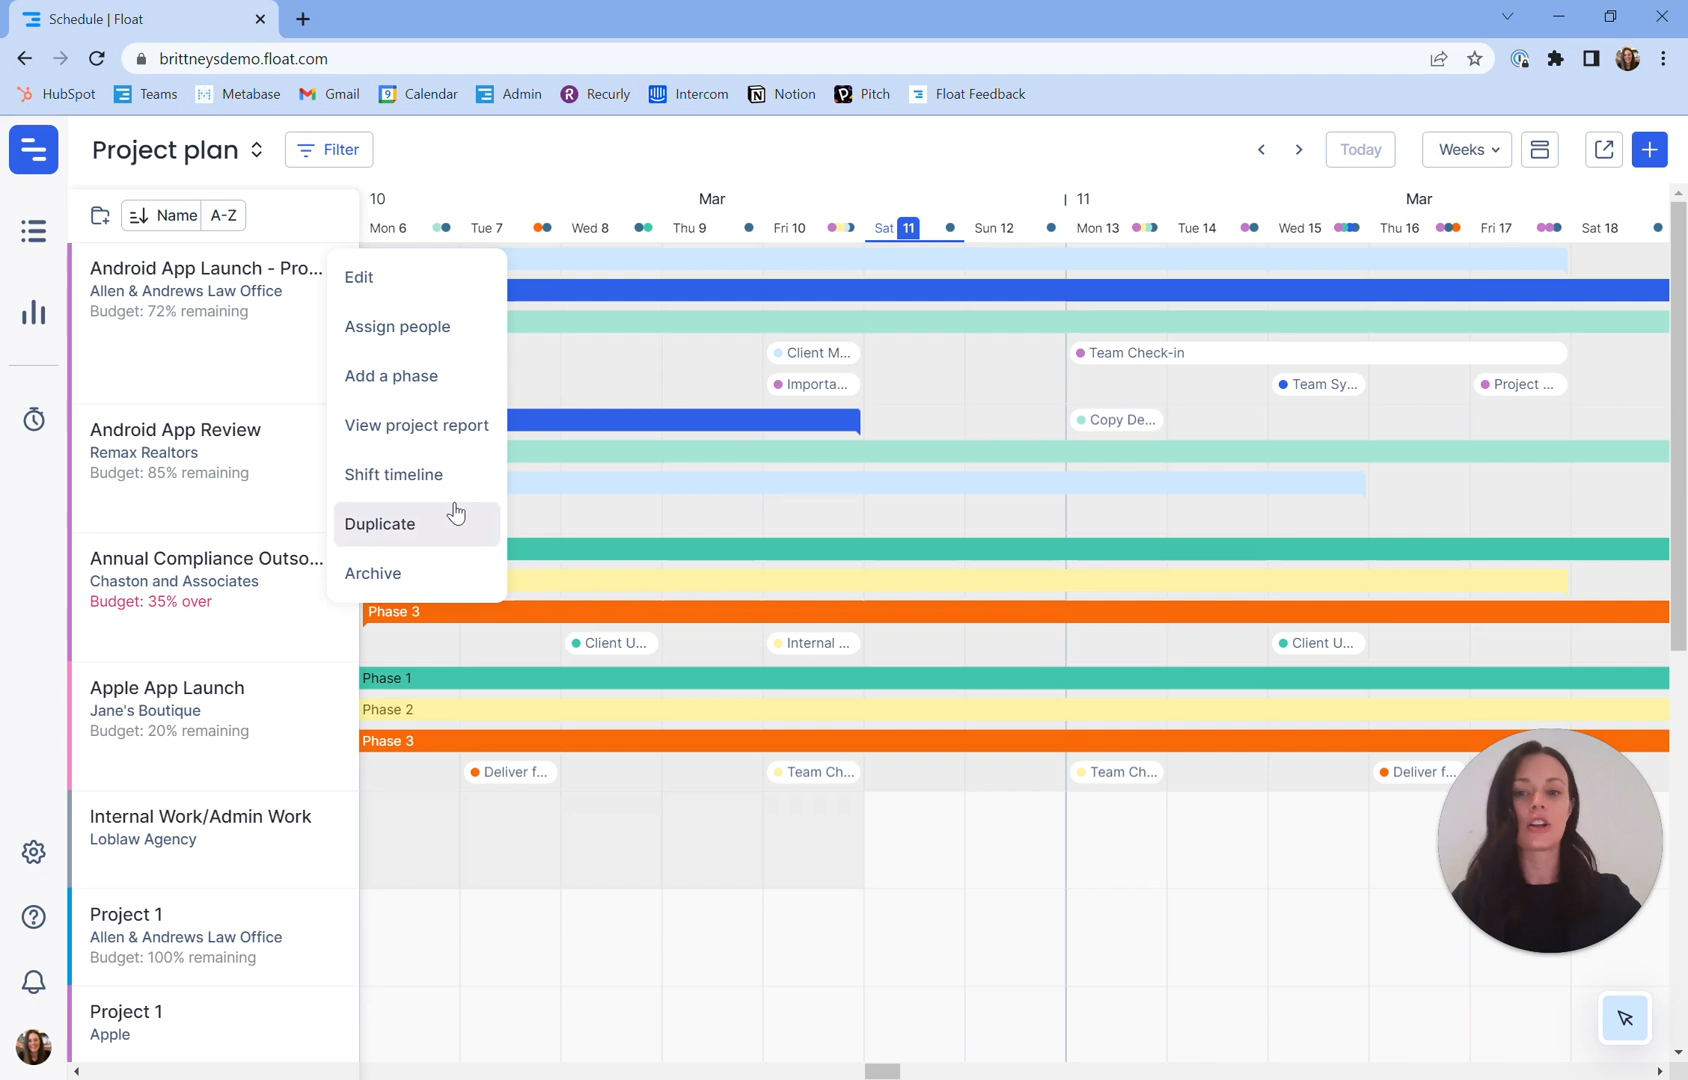 Schedule | Float
brittneysdemo.float.com
HubSpot
Teams
Metabase
Gmail
9 Calendar
Admin
R Recurly
Intercom
Notion
Pitch
Float Feedback
Project plan
Filter
Today
Weeks
Name A-Z
10 Mar 11 Mar
Mon 6 Tue 7 Wed 8 Thu 9 Fri 10 Sat 11 Sun 12 Mon 13 Tue 14 Wed 15 Thu 16 Fri 17 Sat 18
Android App Launch - Pro...
Allen & Andrews Law Office
Budget: 72% remaining
Edit
Assign people
Add a phase
View project report
Shift timeline
Duplicate
Archive
Client M...
Team Check-in
Importa...
Team Sy...
Project ...
Android App Review
Remax Realtors
Budget: 85% remaining
Copy De...
Annual Compliance Outso...
Chaston and Associates
Budget: 35% over
Phase 3
Client U...
Internal ...
Client U...
Apple App Launch
Jane's Boutique
Budget: 20% remaining
Phase 1
Phase 2
Phase 3
Deliver f...
Team Ch...
Team Ch...
Deliver f...
Internal Work/Admin Work
Loblaw Agency
Project 1
Allen & Andrews Law Office
Budget: 100% remaining
Project 1
Apple